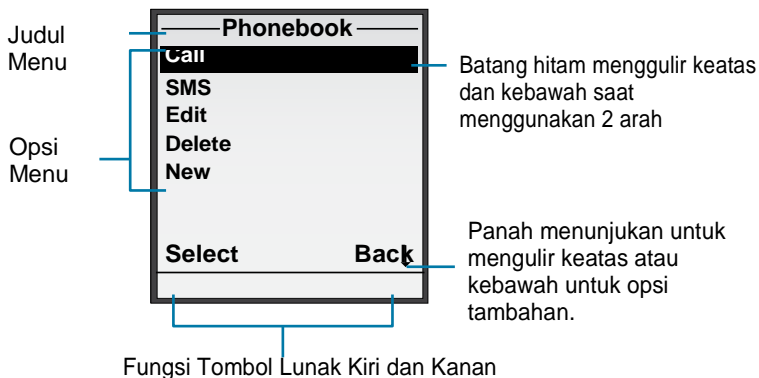 Judul
Menu
Phonebook
Call
SMS
Edit
Delete
New
Opsi
Menu
Select Back
Batang hitam menggulir keatas
dan kebawah saat
menggunakan 2 arah
Panah menunjukan untuk
mengulir keatas atau
kebawah untuk opsi
tambahan.
Fungsi Tombol Lunak Kiri dan Kanan